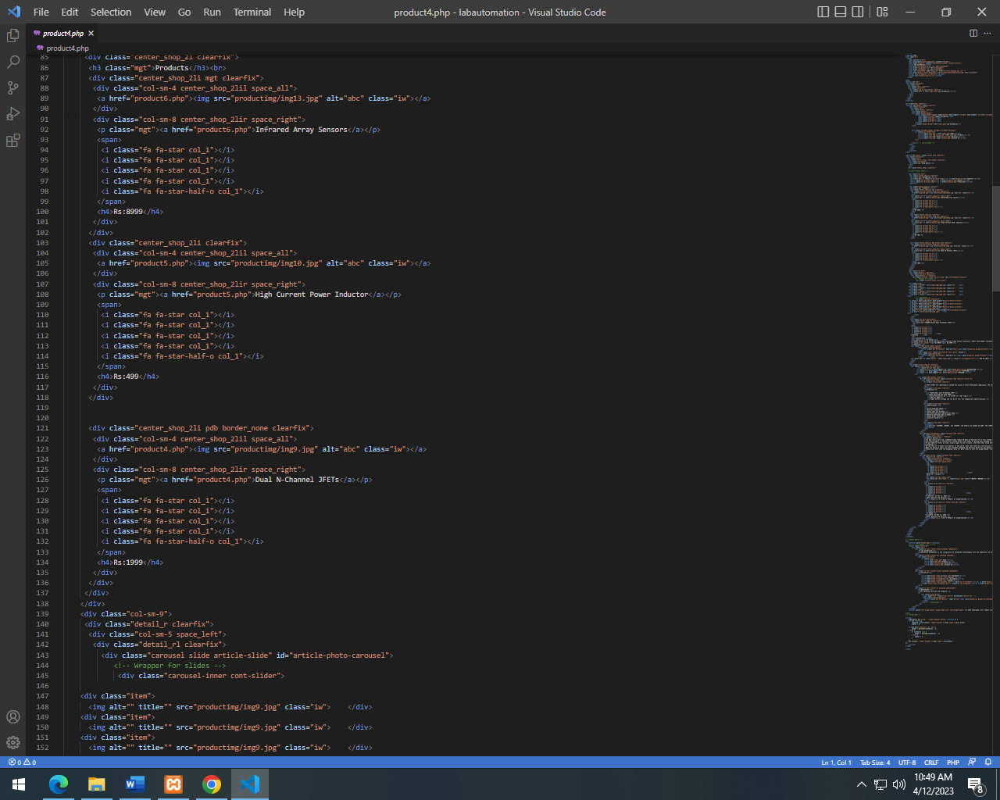 File Edit Selection View Go Run Terminal Help product4.php - labautomation - Visual Studio Code
product4.php
product4.php
85 <div class="center_shop_2l clearfix">
86 <h3 class="mgt">Products</h3><br>
87 <div class="center_shop_2li mgt clearfix">
88 <div class="col-sm-4 center_shop_2lil space_all">
89 <a href="product6.php"><img src="productimg/img13.jpg" alt="abc" class="iw"></a>
90 </div>
91 <div class="col-sm-8 center_shop_2lir space_right">
92 <p class="mgt"><a href="product6.php">Infrared Array Sensors</a></p>
93 <span>
94 <i class="fa fa-star col_1"></i>
95 <i class="fa fa-star col_1"></i>
96 <i class="fa fa-star col_1"></i>
97 <i class="fa fa-star col_1"></i>
98 <i class="fa fa-star-half-o col_1"></i>
99 </span>
100 <h4>Rs:8999</h4>
101 </div>
102 </div>
103 <div class="center_shop_2li clearfix">
104 <div class="col-sm-4 center_shop_2lil space_all">
105 <a href="product5.php"><img src="productimg/img10.jpg" alt="abc" class="iw"></a>
106 </div>
107 <div class="col-sm-8 center_shop_2lir space_right">
108 <p class="mgt"><a href="product5.php">High Current Power Inductor</a></p>
109 <span>
110 <i class="fa fa-star col_1"></i>
111 <i class="fa fa-star col_1"></i>
112 <i class="fa fa-star col_1"></i>
113 <i class="fa fa-star col_1"></i>
114 <i class="fa fa-star-half-o col_1"></i>
115 </span>
116 <h4>Rs:499</h4>
117 </div>
118 </div>
119
120
121 <div class="center_shop_2li pdb border_none clearfix">
122 <div class="col-sm-4 center_shop_2lil space_all">
123 <a href="product4.php"><img src="productimg/img9.jpg" alt="abc" class="iw"></a>
124 </div>
125 <div class="col-sm-8 center_shop_2lir space_right">
126 <p class="mgt"><a href="product4.php">Dual N-Channel JFETs</a></p>
127 <span>
128 <i class="fa fa-star col_1"></i>
129 <i class="fa fa-star col_1"></i>
130 <i class="fa fa-star col_1"></i>
131 <i class="fa fa-star col_1"></i>
132 <i class="fa fa-star-half-o col_1"></i>
133 </span>
134 <h4>Rs:1999</h4>
135 </div>
136 </div>
137 </div>
138 </div>
139 <div class="col-sm-9">
140 <div class="detail_r clearfix">
141 <div class="col-sm-5 space_left">
142 <div class="detail_rl clearfix">
143 <div class="carousel slide article-slide" id="article-photo-carousel">
144 <!-- Wrapper for slides -->
145 <div class="carousel-inner cont-slider">
146
147 <div class="item">
148 <img alt="" title="" src="productimg/img9.jpg" class="iw"> </div>
149 <div class="item">
150 <img alt="" title="" src="productimg/img9.jpg" class="iw"> </div>
151 <div class="item">
152 <img alt="" title="" src="productimg/img9.jpg" class="iw"> </div>
0 0 Ln 1, Col 1 Tab Size: 4 UTF-8 CRLF PHP
10:49 AM
4/12/2023
8